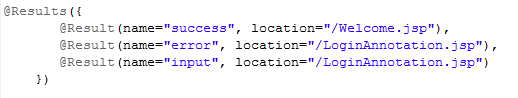 @Results({
@Result(name="success", location="/Welcome.jsp"),
@Result(name="error", location="/LoginAnnotation.jsp"),
@Result(name="input", location="/LoginAnnotation.jsp")
})